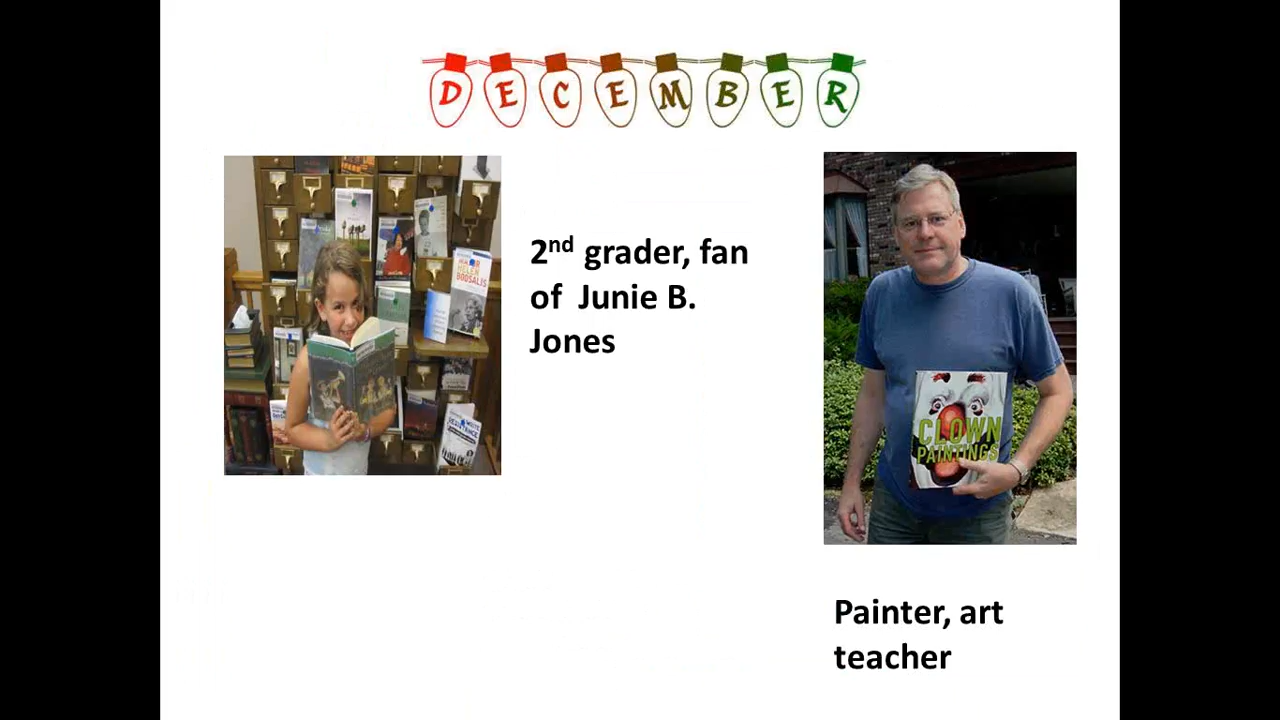 DECEMBER
2nd grader, fan
of Junie B.
Jones
CLOWN
PAINTINGS
Painter, art
teacher